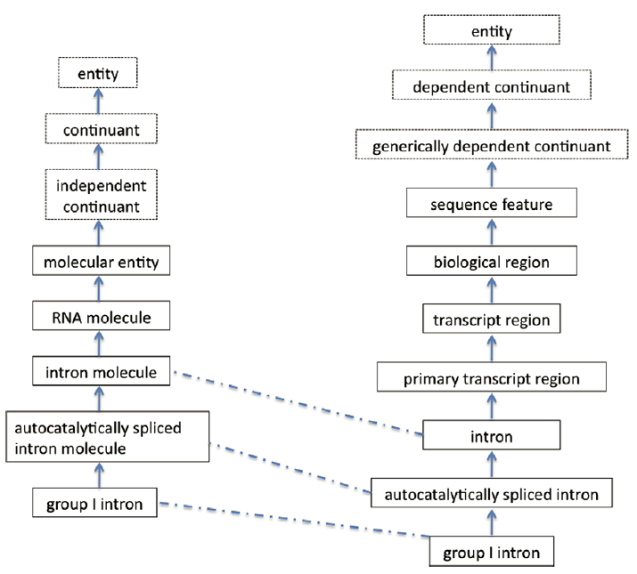 entity
continuant
independent
continuant
molecular entity
RNA molecule
intron molecule
autocatalytically spliced
intron molecule
group I intron
entity
dependent continuant
generically dependent continuant
sequence feature
biological region
transcript region
primary transcript region
intron
autocatalytically spliced intron
group I intron